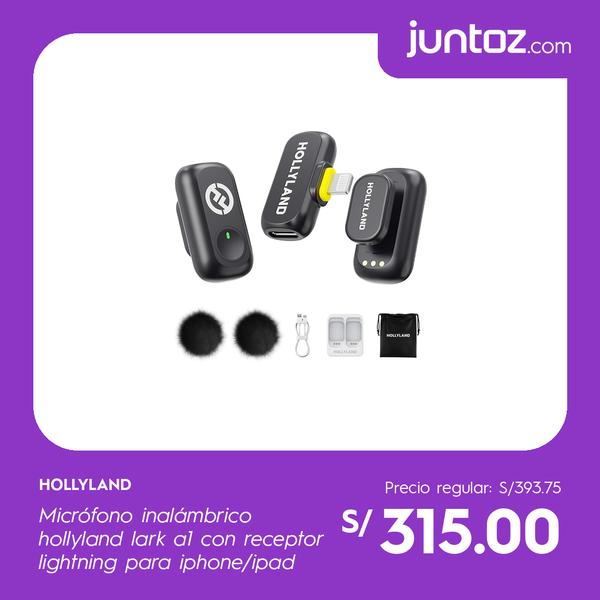 juntoz.com
HOLLYLAND
HOLLYLAND
HOLLYLAND
HOLLYLAND
HOLLYLAND
Precio regular: S/393.75
Micrófono inalámbrico
hollyland lark a1 con receptor
lightning para iphone/ipad
S/ 315.00